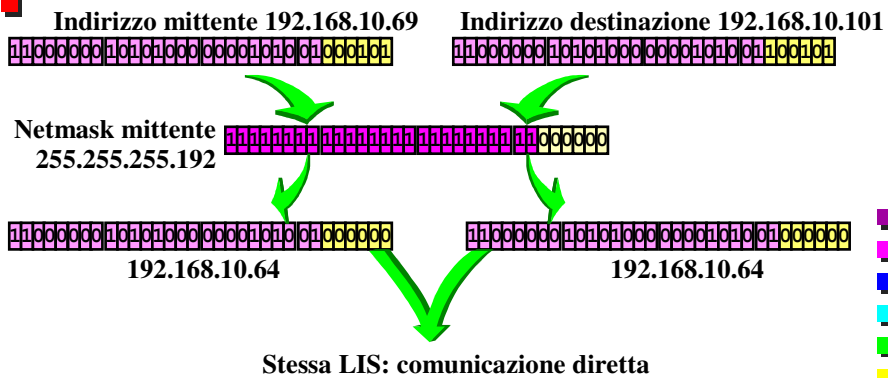 Indirizzo mittente 192.168.10.69
Indirizzo destinazione 192.168.10.101
11000000 10101000 00001010 01000101
11000000 10101000 00001010 01100101
Netmask mittente
255.255.255.192
11111111 11111111 11111111 11000000
11000000 10101000 00001010 01000000
11000000 10101000 00001010 01000000
192.168.10.64
192.168.10.64
Stessa LIS: comunicazione diretta